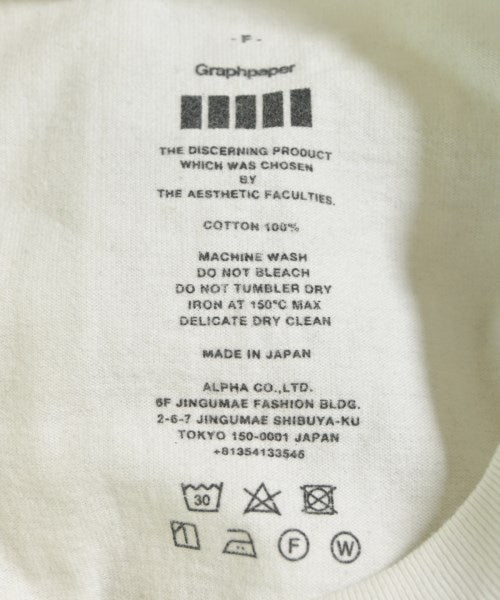 - F -
Graphpaper
THE DISCERNING PRODUCT
WHICH WAS CHOSEN
BY
THE AESTHETIC FACULTIES.
COTTON 100%
MACHINE WASH
DO NOT BLEACH
DO NOT TUMBLER DRY
IRON AT 150°C MAX
DELICATE DRY CLEAN
MADE IN JAPAN
ALPHA CO.,LTD.
6F JINGUMAE FASHION BLDG.
2-6-7 JINGUMAE SHIBUYA-KU
TOKYO 150-0001 JAPAN
+81354133546
30
F W